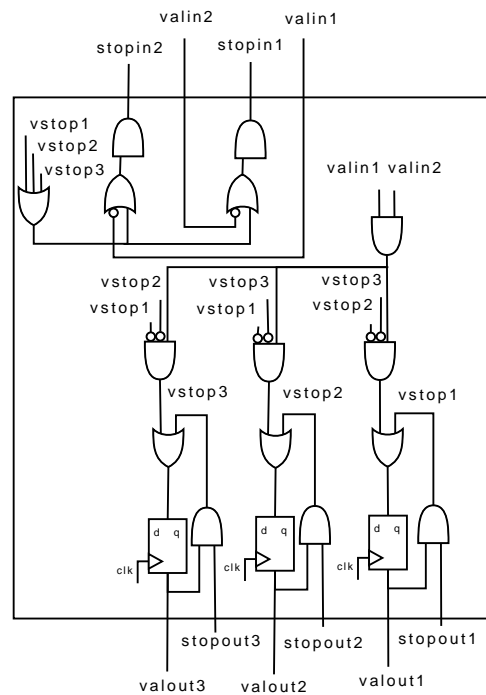 valin2
valin1
stopin2
stopin1
vstop1
vstop2
vstop3
valin1 valin2
vstop2
vstop1
vstop3
vstop1
vstop3
vstop2
vstop3
vstop2
vstop1
d q
d q
d q
clk
clk
clk
stopout3
stopout2
stopout1
valout3
valout2
valout1